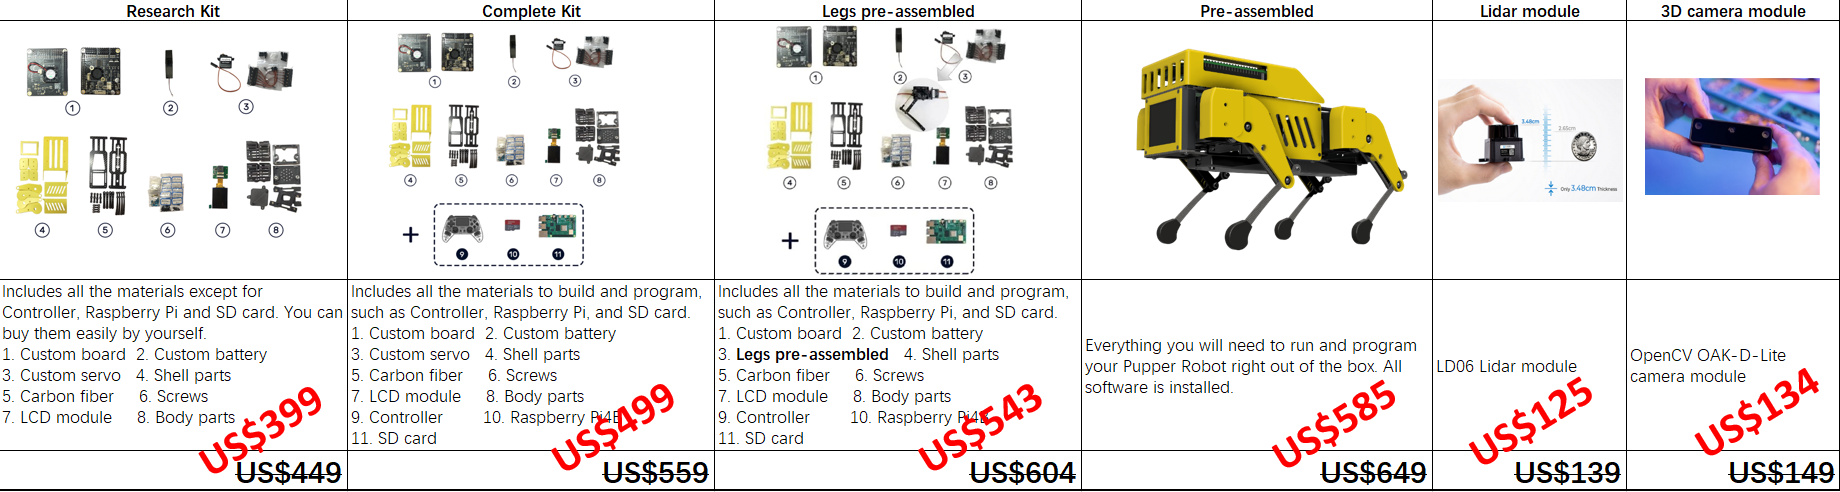 Research Kit
Complete Kit
Legs pre-assembled
Pre-assembled
Lidar module
3D camera module
1
2
3
4
5
6
7
8
1
2
3
4
5
6
7
8
+
9
10
11
1
2
3
4
5
6
7
8
+
9
10
11
3.48cm
2.65cm
Only 3.48cm Thickness
Includes all the materials except for
Controller, Raspberry Pi and SD card. You can
buy them easily by yourself.
1. Custom board 2. Custom battery
3. Custom servo 4. Shell parts
5. Carbon fiber 6. Screws
7. LCD module 8. Body parts
US$399
US$449
Includes all the materials to build and program,
such as Controller, Raspberry Pi, and SD card.
1. Custom board 2. Custom battery
3. Custom servo 4. Shell parts
5. Carbon fiber 6. Screws
7. LCD module 8. Body parts
9. Controller 10. Raspberry Pi4B
11. SD card
US$499
US$559
Includes all the materials to build and program,
such as Controller, Raspberry Pi, and SD card.
1. Custom board 2. Custom battery
3. Legs pre-assembled 4. Shell parts
5. Carbon fiber 6. Screws
7. LCD module 8. Body parts
9. Controller 10. Raspberry Pi4B
11. SD card
US$543
US$604
Everything you will need to run and program
your Pupper Robot right out of the box. All
software is installed.
US$585
US$649
LD06 Lidar module
US$125
US$139
OpenCV OAK-D-Lite
camera module
US$134
US$149